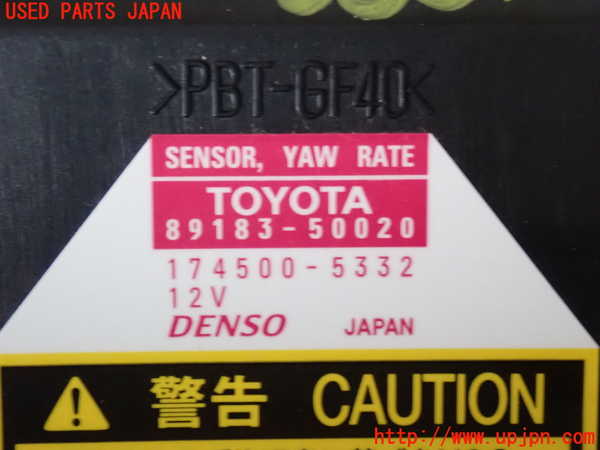 USED PARTS JAPAN
>PBT-GF40<
SENSOR, YAW RATE
TOYOTA
89183-50020
174500-5332
12V
DENSO JAPAN
警告 CAUTION
http://www.upjpn.com/